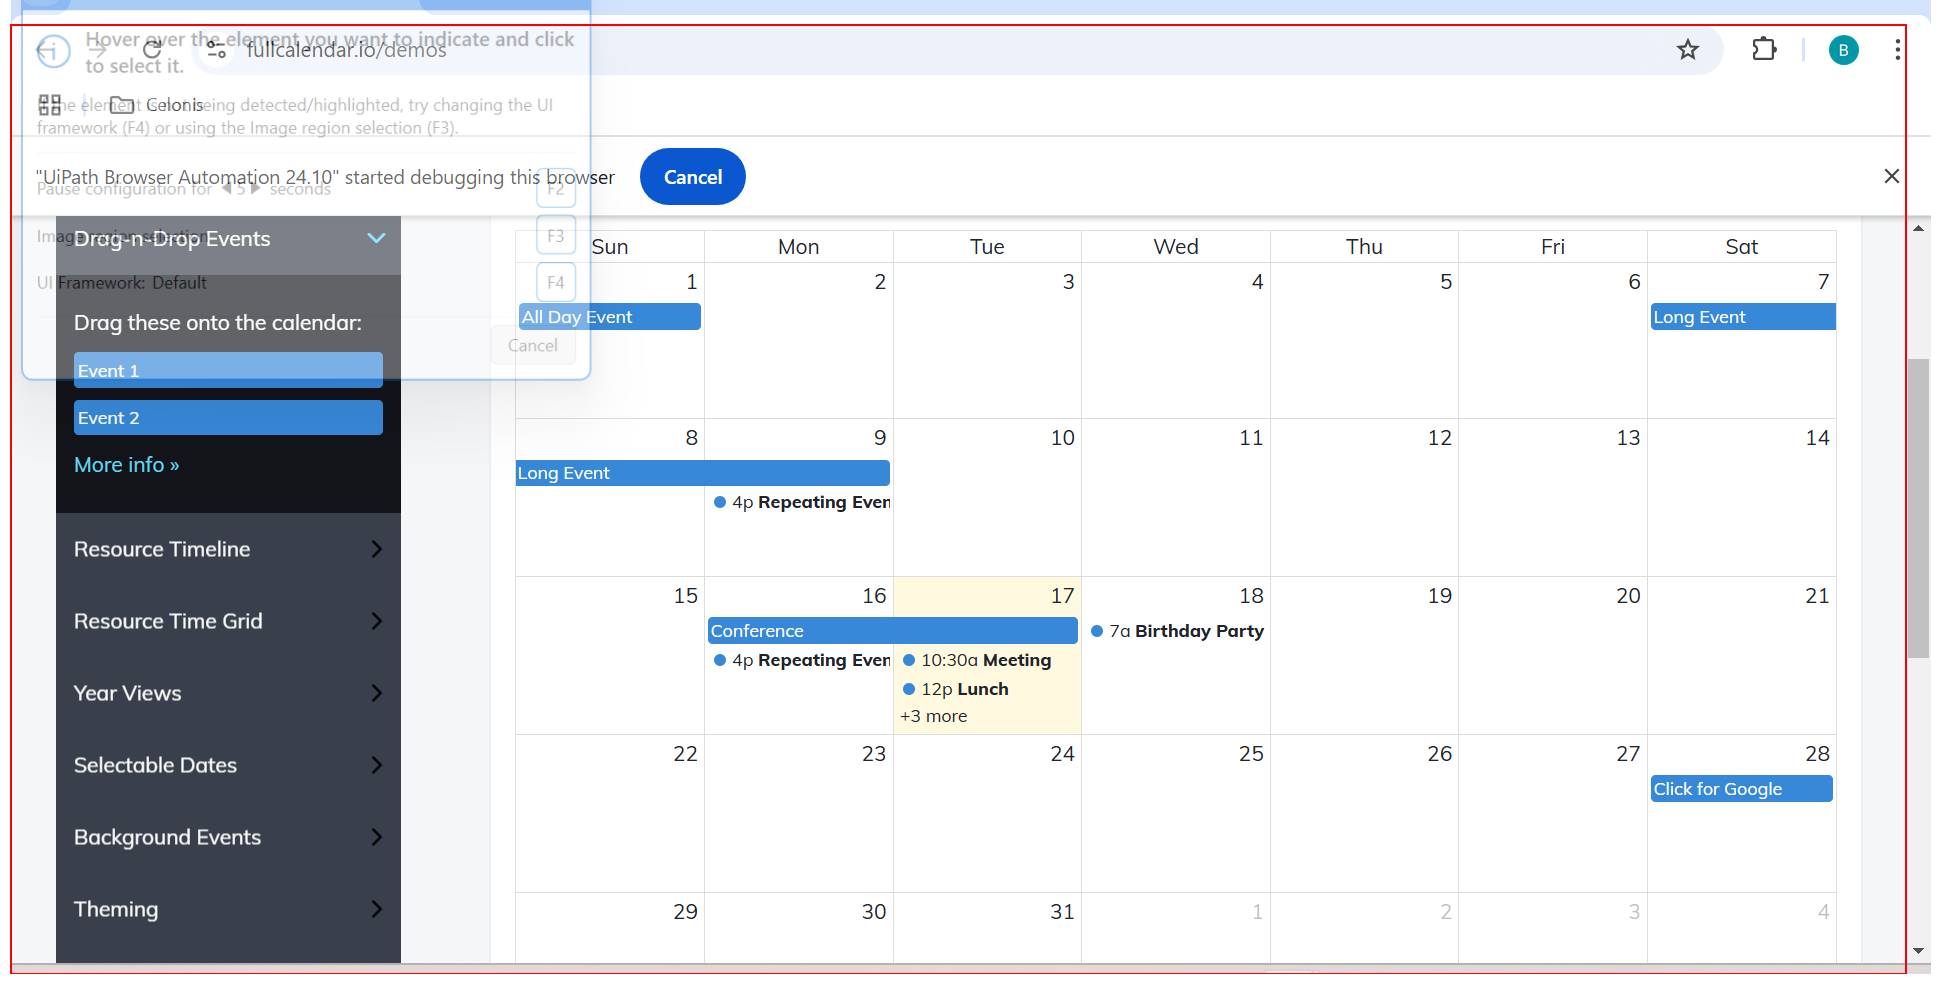 Hover over the element you want to indicate and click
to select it.
fullcalendar.io/demos
B
If the element is not being detected/highlighted, try changing the UI
framework (F4) or using the Image region selection (F3).
Celonis
"UiPath Browser Automation 24.10" started debugging this browser
Cancel
Pause configuration for 5 seconds
F2
Image region selection
F3
UI Framework: Default
F4
Cancel
Drag-n-Drop Events
Drag these onto the calendar:
Event 1
Event 2
More info »
Resource Timeline
Resource Time Grid
Year Views
Selectable Dates
Background Events
Theming
Sun Mon Tue Wed Thu Fri Sat
1 2 3 4 5 6 7
All Day Event
Long Event
8 9 10 11 12 13 14
Long Event
4p Repeating Even
15 16 17 18 19 20 21
Conference
7a Birthday Party
4p Repeating Even
10:30a Meeting
12p Lunch
+3 more
22 23 24 25 26 27 28
Click for Google
29 30 31 1 2 3 4